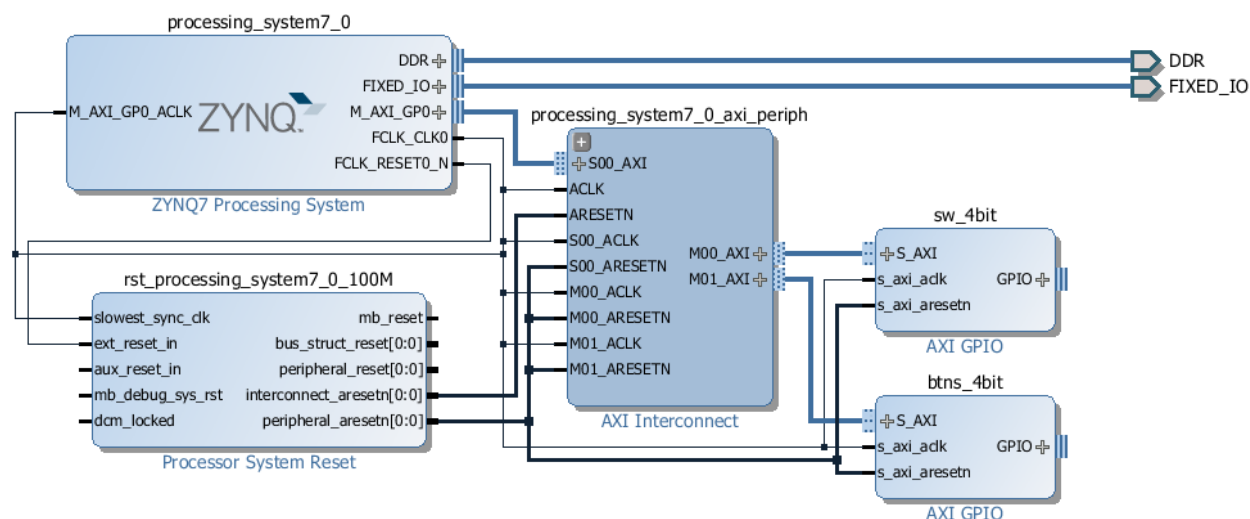 processing_system7_0
DDR
FIXED_IO
M_AXI_GP0_ACLK
ZYNQ
M_AXI_GP0
FCLK_CLK0
FCLK_RESET0_N
ZYNQ7 Processing System
DDR
FIXED_IO
processing_system7_0_axi_periph
S00_AXI
ACLK
ARESETN
S00_ACLK
S00_ARESETN
M00_ACLK
M00_ARESETN
M01_ACLK
M01_ARESETN
M00_AXI
M01_AXI
AXI Interconnect
rst_processing_system7_0_100M
slowest_sync_clk
ext_reset_in
aux_reset_in
mb_debug_sys_rst
dcm_locked
mb_reset
bus_struct_reset[0:0]
peripheral_reset[0:0]
interconnect_aresetn[0:0]
peripheral_aresetn[0:0]
Processor System Reset
sw_4bit
S_AXI
s_axi_aclk
s_axi_aresetn
GPIO
AXI GPIO
btns_4bit
S_AXI
s_axi_aclk
s_axi_aresetn
GPIO
AXI GPIO